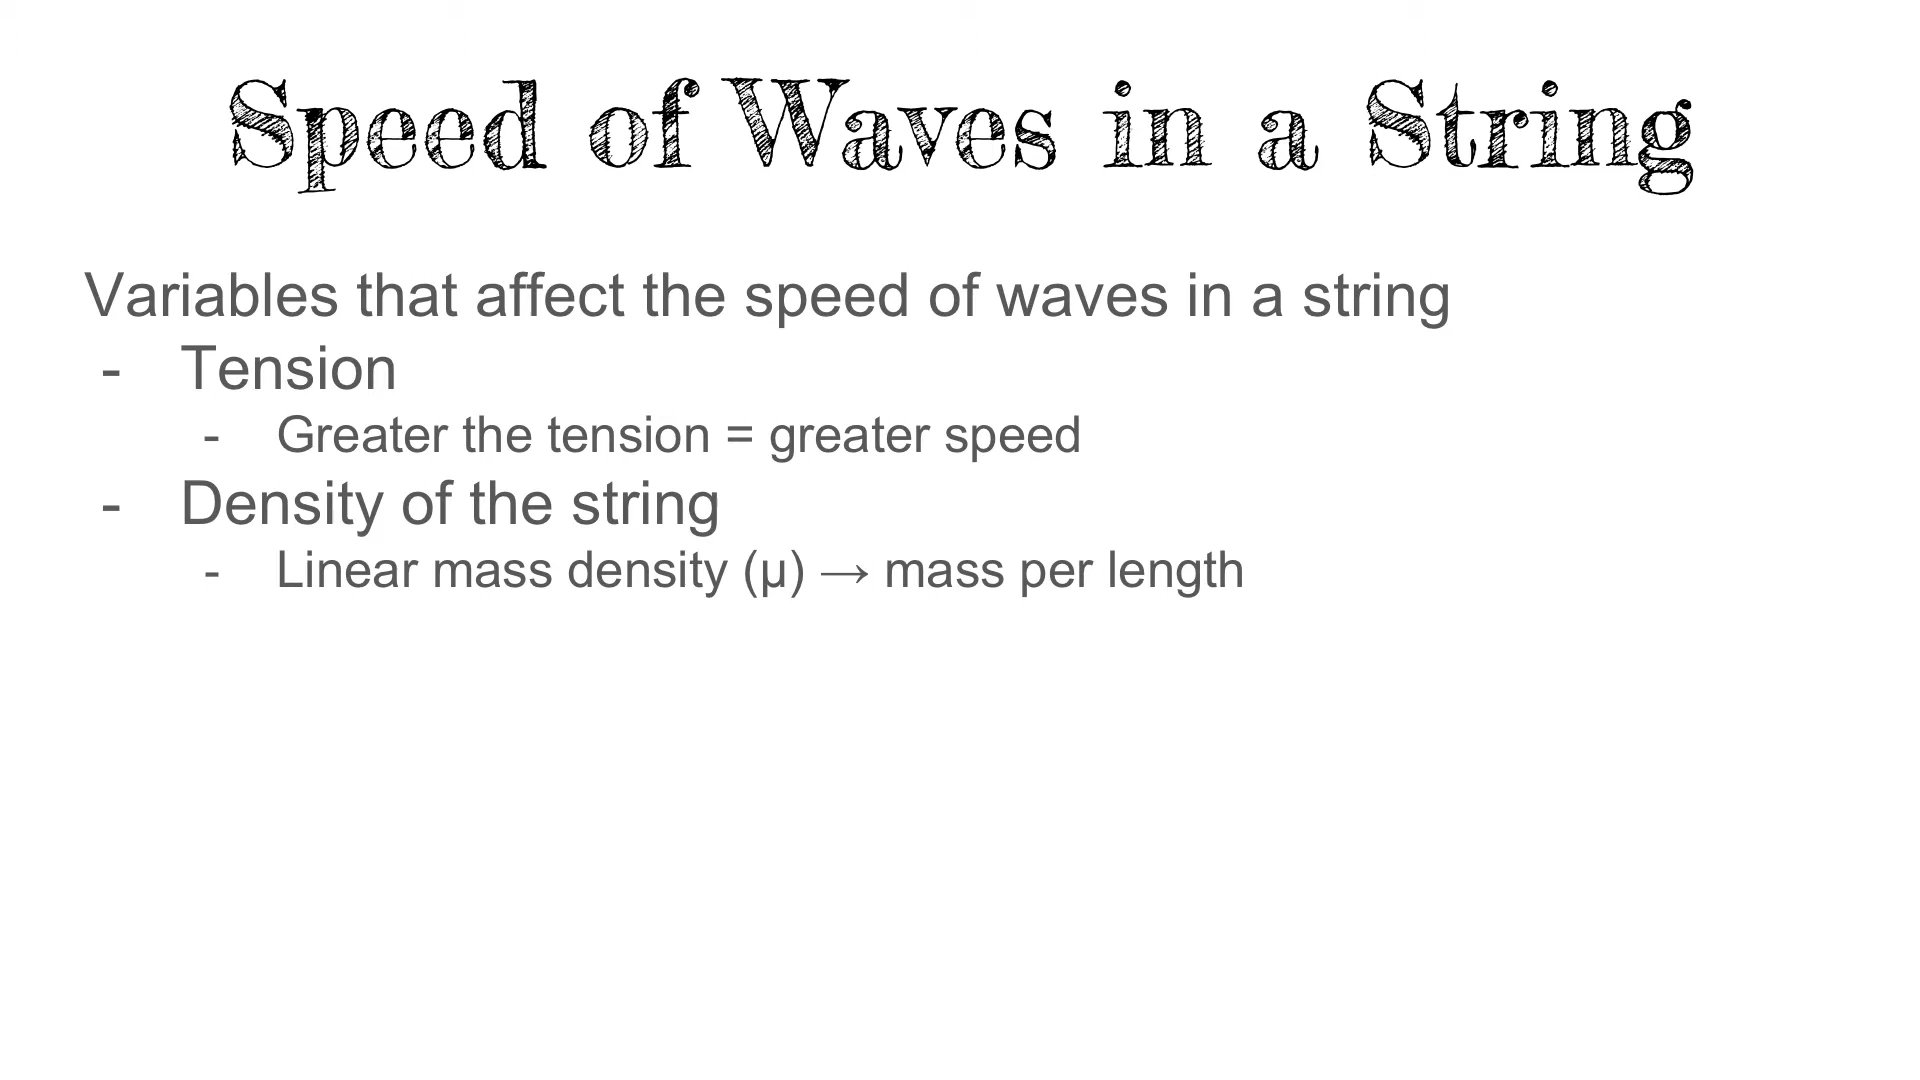 Speed of Waves in a String
Variables that affect the speed of waves in a string
- Tension
- Greater the tension = greater speed
- Density of the string
- Linear mass density (μ) → mass per length